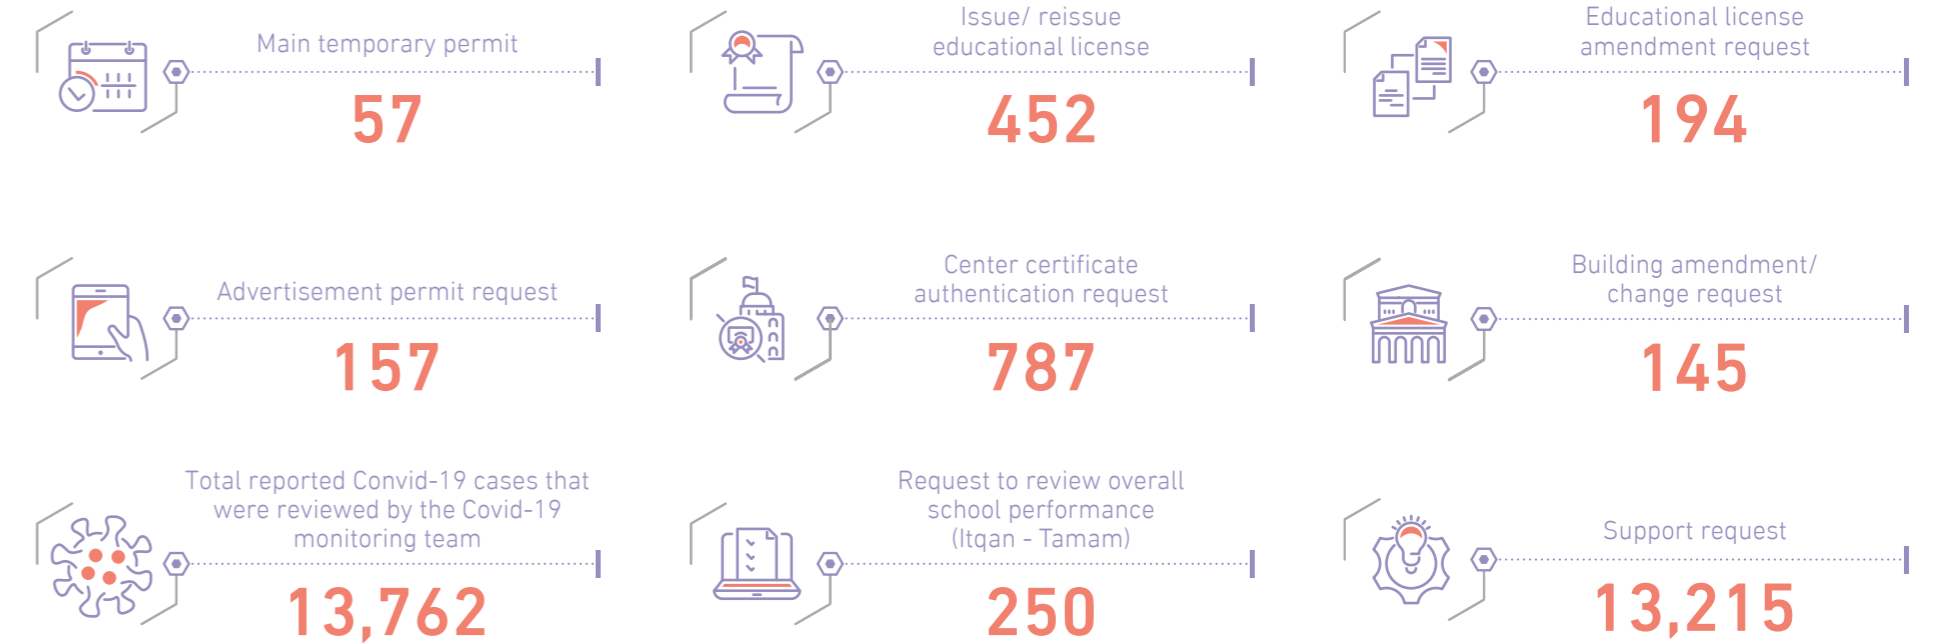 Main temporary permit
57
Issue/ reissue
educational license
452
Educational license
amendment request
194
Advertisement permit request
157
Center certificate
authentication request
787
Building amendment/
change request
145
Total reported Convid-19 cases that
were reviewed by the Covid-19
monitoring team
13,762
Request to review overall
school performance
(Itqan - Tamam)
250
Support request
13,215